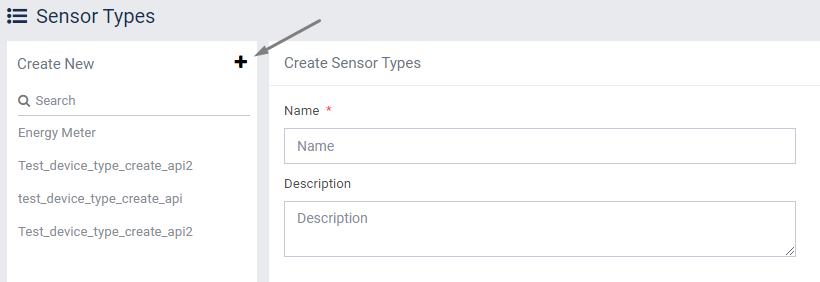 Sensor Types
Create New
Search
Energy Meter
Test_device_type_create_api2
test_device_type_create_api
Test_device_type_create_api2
Create Sensor Types
Name *
Name
Description
Description